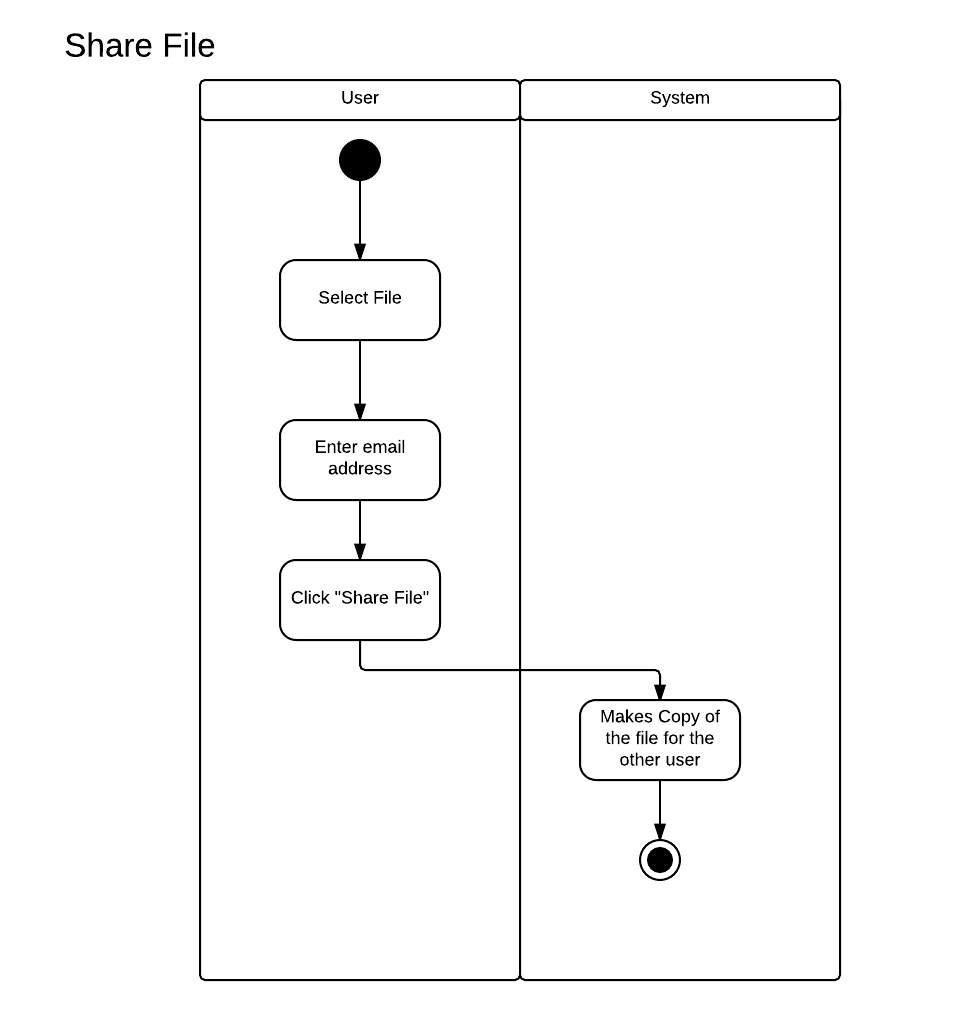 Share File
User
System
Select File
Enter email
address
Click "Share File"
Makes Copy of
the file for the
other user